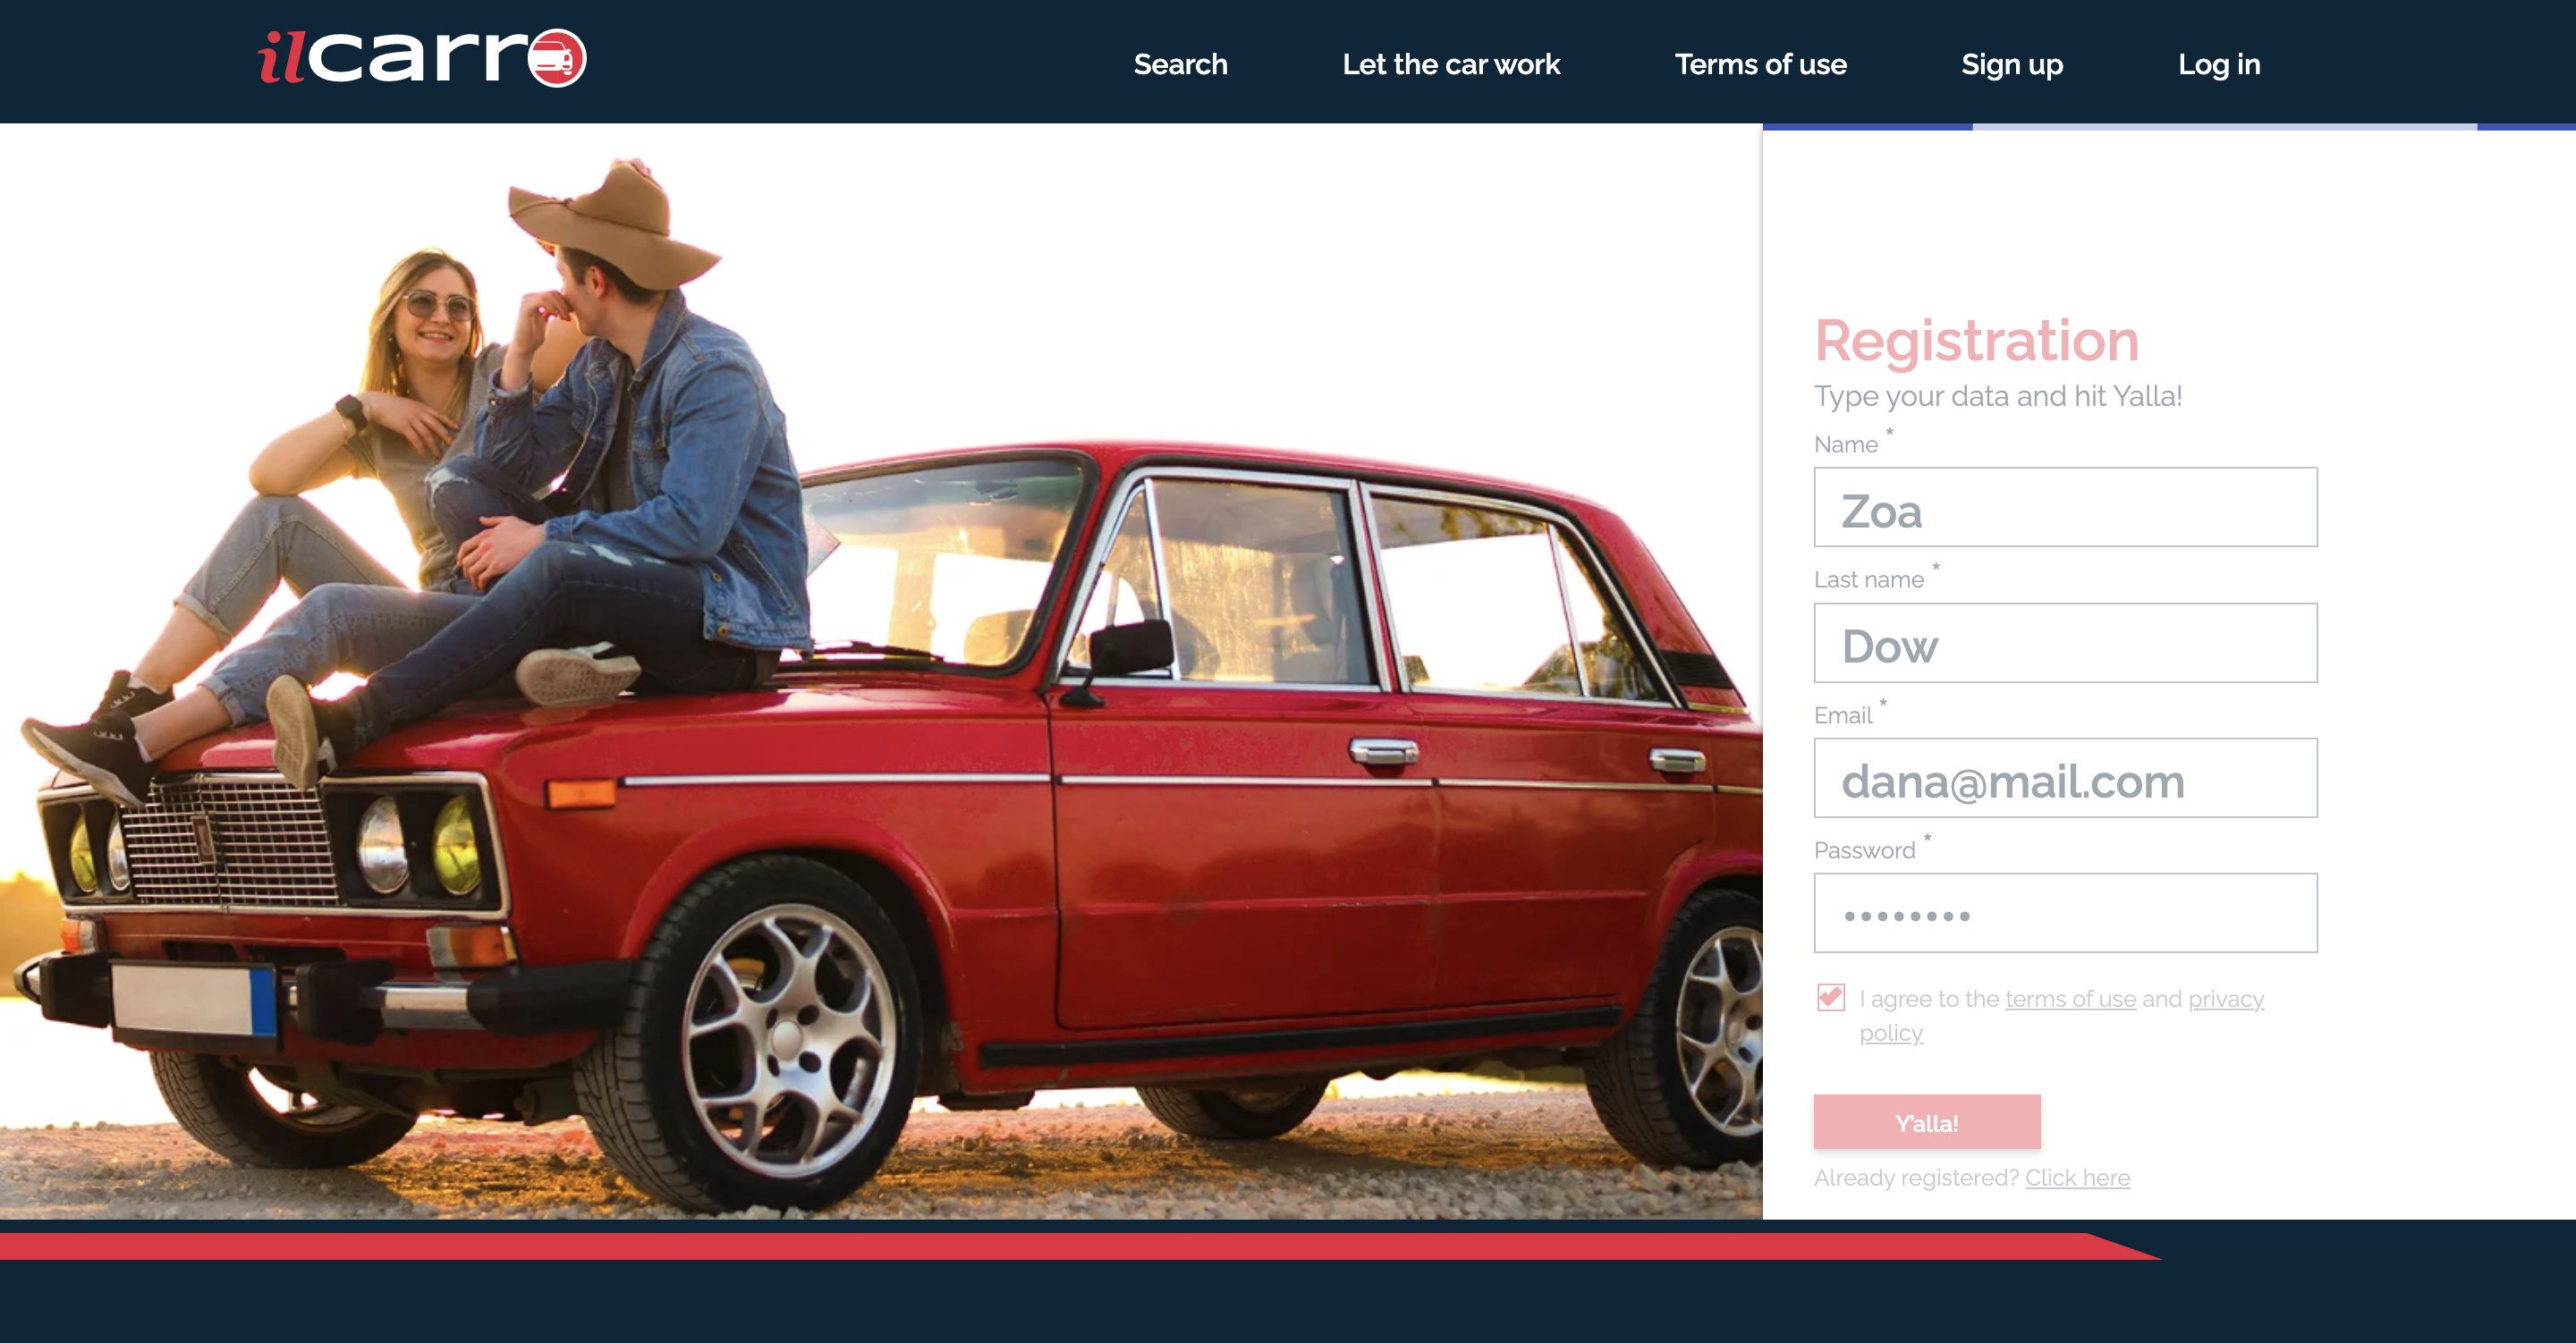 ilcarro
Search
Let the car work
Terms of use
Sign up
Log in
Registration
Type your data and hit Yalla!
Name *
Zoa
Last name *
Dow
Email *
dana@mail.com
Password *
••••••••
I agree to the terms of use and privacy
policy
Y'alla!
Already registered? Click here